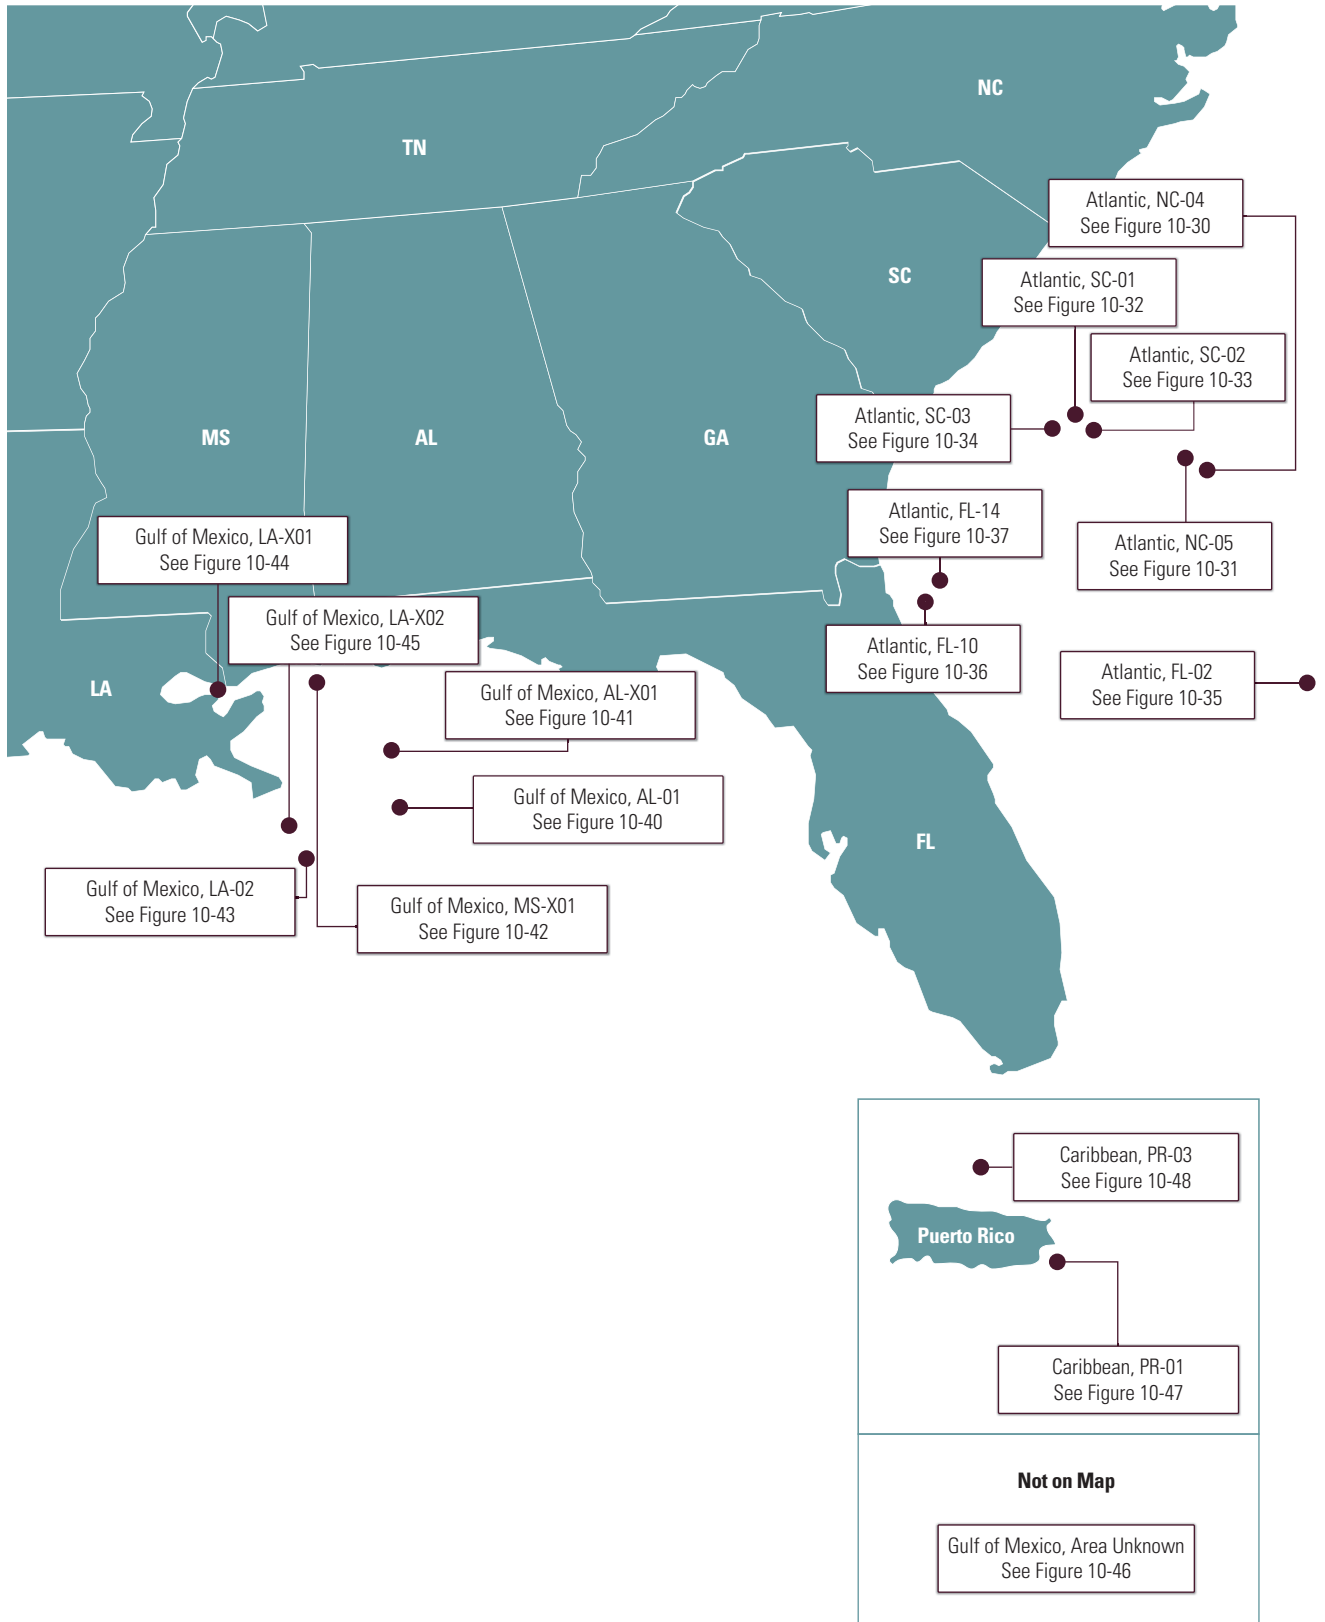 NC
TN
Atlantic, NC-04
See Figure 10-30
SC
Atlantic, SC-01
See Figure 10-32
Atlantic, SC-02
See Figure 10-33
Atlantic, SC-03
See Figure 10-34
MS
AL
GA
Atlantic, FL-14
See Figure 10-37
Atlantic, NC-05
See Figure 10-31
Gulf of Mexico, LA-X01
See Figure 10-44
Gulf of Mexico, LA-X02
See Figure 10-45
Atlantic, FL-10
See Figure 10-36
Atlantic, FL-02
See Figure 10-35
LA
Gulf of Mexico, AL-X01
See Figure 10-41
Gulf of Mexico, AL-01
See Figure 10-40
FL
Gulf of Mexico, LA-02
See Figure 10-43
Gulf of Mexico, MS-X01
See Figure 10-42
Caribbean, PR-03
See Figure 10-48
Puerto Rico
Caribbean, PR-01
See Figure 10-47
Not on Map
Gulf of Mexico, Area Unknown
See Figure 10-46